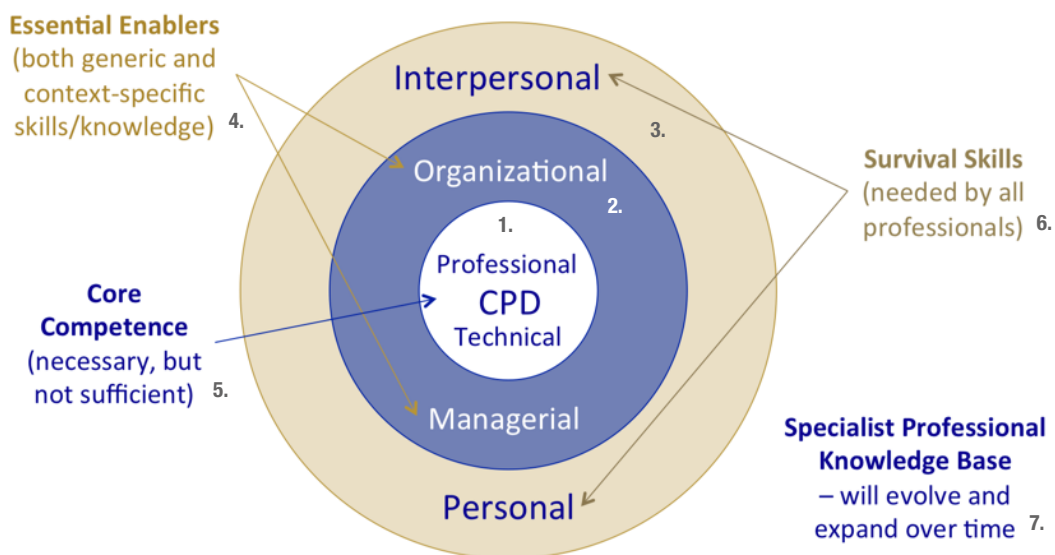 Essential Enablers
(both generic and
context-specific
skills/knowledge) 4.
Interpersonal
3.
Organizational
2.
1.
Professional
CPD
Technical
Managerial
Personal
Survival Skills
(needed by all
professionals) 6.
Core
Competence
(necessary, but
not sufficient) 5.
Specialist Professional
Knowledge Base
– will evolve and
expand over time 7.